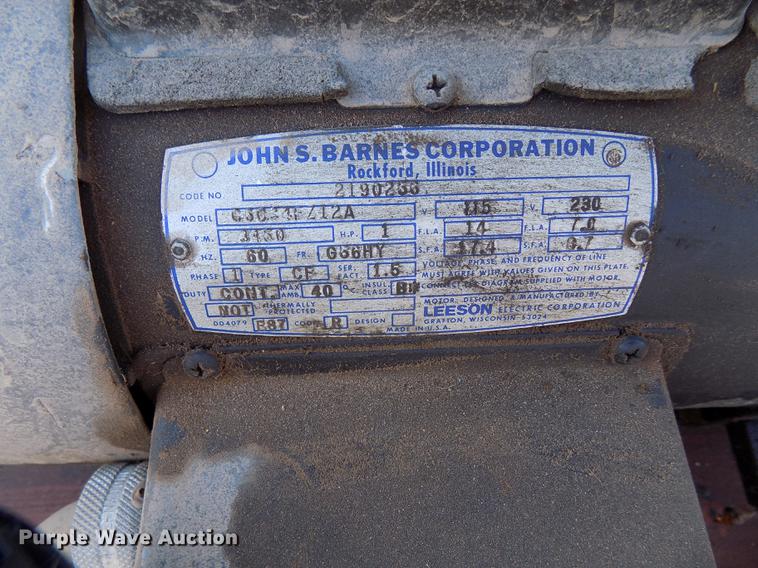 JOHN S. BARNES CORPORATION
Rockford, Illinois
CODE NO.
MODEL V. 115 V. 230
R.P.M. H.P. 1 F.L.A. 14 F.L.A. 7.0
HZ. 60 FR. G56HY S.F.A. 17.4 S.F.A. 8.7
PHASE 1 TYPE CP SER. FACT. 1.5 VOLTAGE, PHASE, AND FREQUENCY OF LINE
MUST AGREE WITH VALUES GIVEN ON THIS PLATE.
DUTY CONT. MAX AMB. 40 °C INSUL. CLASS B CONNECT PER DIAGRAM SUPPLIED WITH MOTOR.
NOT THERMALLY PROTECTED MOTOR DESIGNED & MANUFACTURED BY
LEESON ELECTRIC CORPORATION
004079 E87 CODE R DESIGN GRAFTON, WISCONSIN 53024
MADE IN U.S.A.
Purple Wave Auction